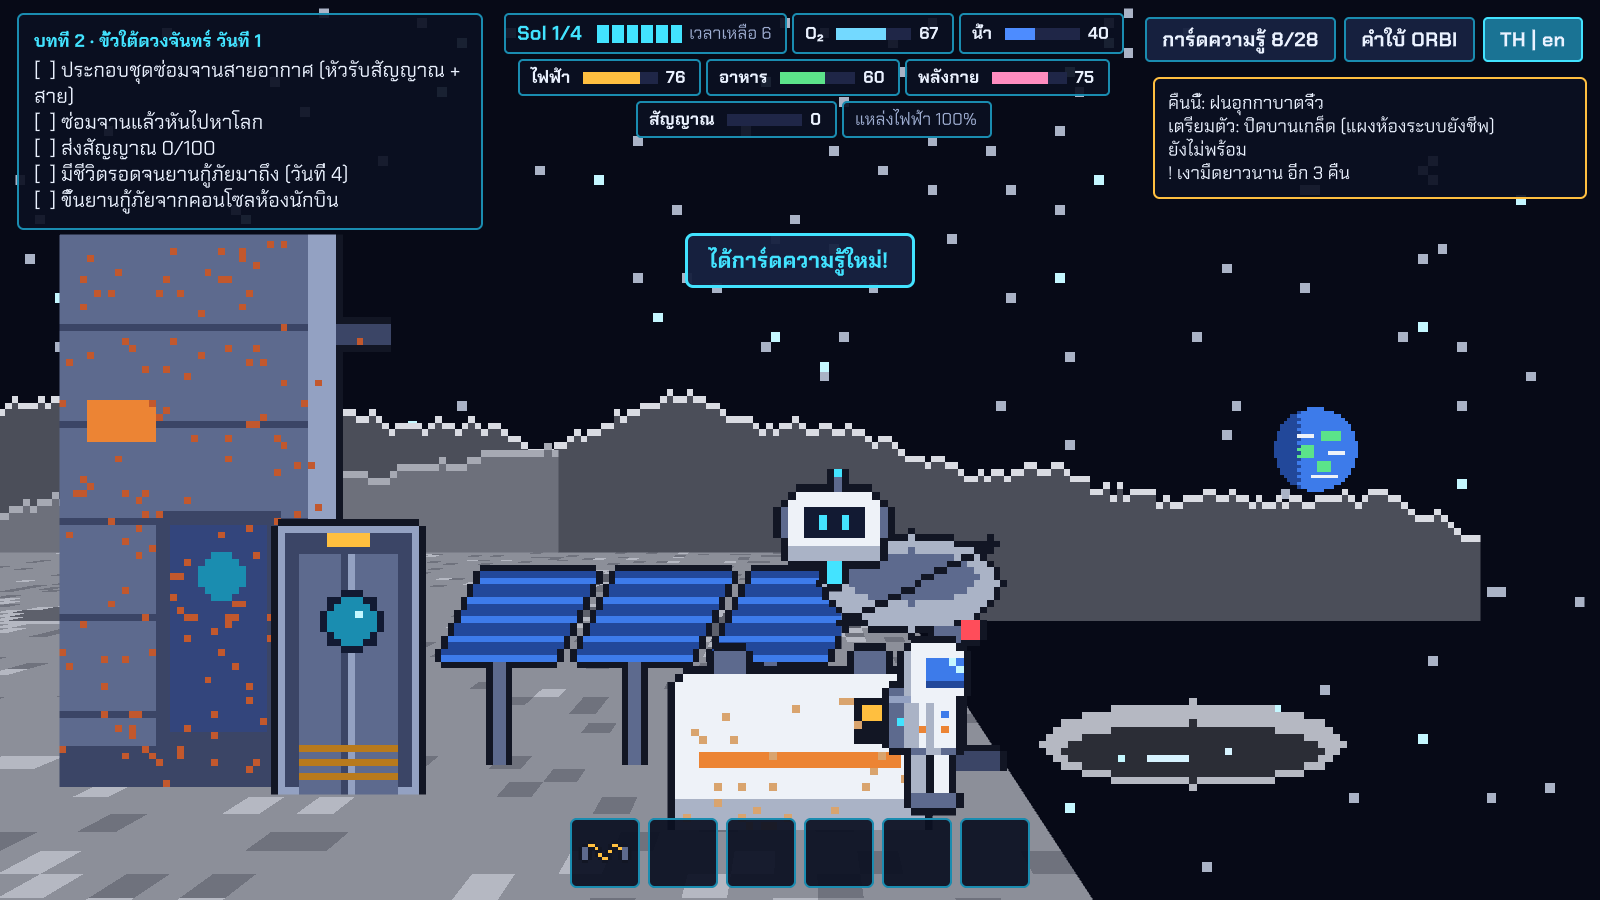 บทที่ 2 · ขั้วใต้ดวงจันทร์ วันที่ 1
[ ] ประกอบชุดซ่อมจานสายอากาศ (หัวรับสัญญาณ +
สาย)
[ ] ซ่อมจานแล้วหันไปหาโลก
[ ] ส่งสัญญาณ 0/100
[ ] มีชีวิตรอดจนยานกู้ภัยมาถึง (วันที่ 4)
[ ] ขึ้นยานกู้ภัยจากคอนโซลห้องนักบิน
Sol 1/4 เวลาเหลือ 6
O₂ 67
น้ำ 40
ไฟฟ้า 76
อาหาร 60
พลังกาย 75
สัญญาณ 0
แหล่งไฟฟ้า 100%
การ์ดความรู้ 8/28
คำใบ้ ORBI
TH | en
คืนนี้: ฝนอุกกาบาตจิ๋ว
เตรียมตัว: ปิดบานเกล็ด (แผงห้องระบบยังชีพ)
ยังไม่พร้อม
! เงามืดยาวนาน อีก 3 คืน
ได้การ์ดความรู้ใหม่!